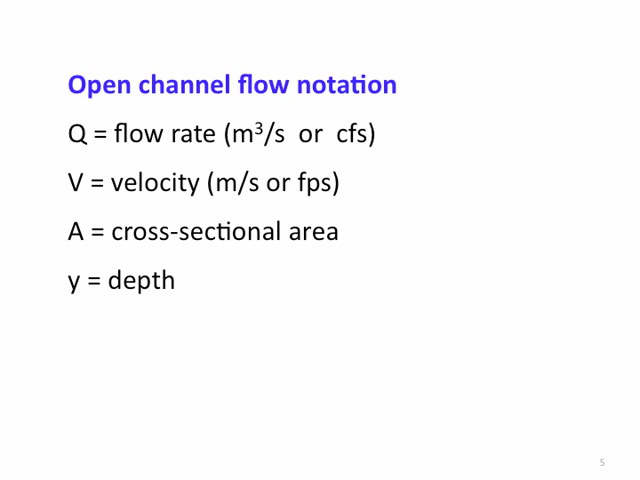 Open channel flow notation
Q = flow rate (m³/s  or  cfs)
V = velocity (m/s or fps)
A = cross-sectional area
y = depth
5